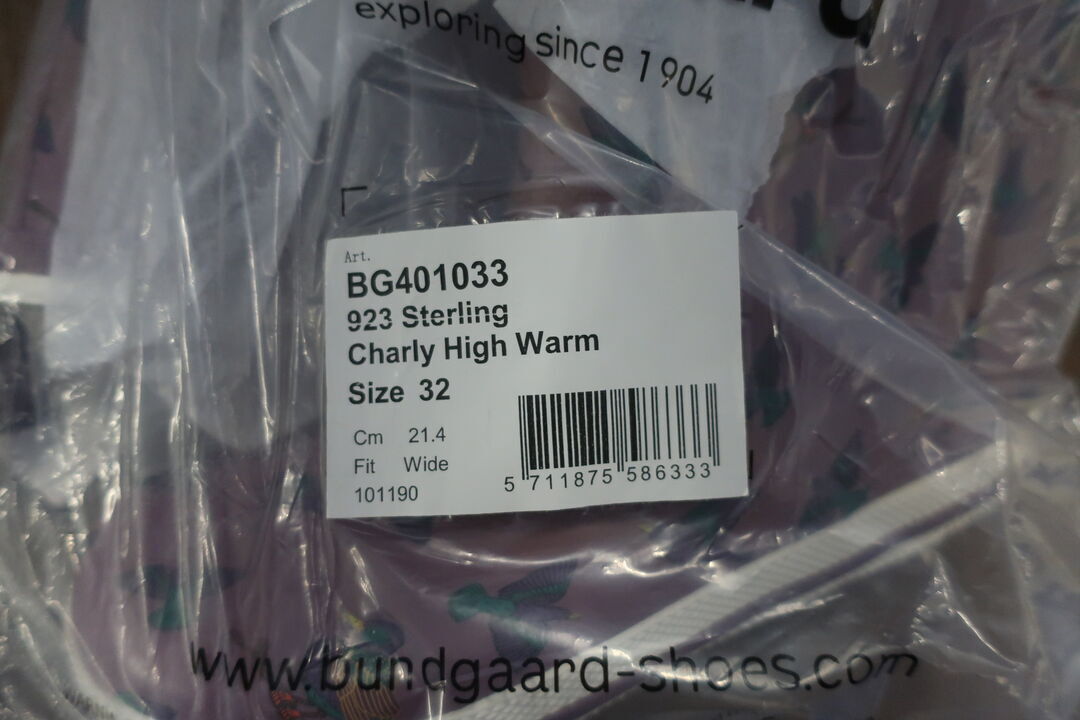 exploring since 1904
Art.
BG401033
923 Sterling
Charly High Warm
Size 32
Cm 21.4
Fit Wide
101190
5 711875 586333
www.bundgaard-shoes.com